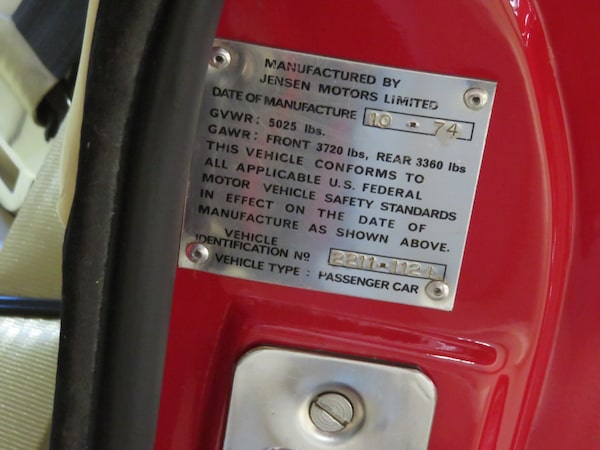 MANUFACTURED BY
JENSEN MOTORS LIMITED
DATE OF MANUFACTURE 10 - 74
GVWR: 5025 lbs.
GAWR: FRONT 3720 lbs, REAR 3360 lbs
THIS VEHICLE CONFORMS TO
ALL APPLICABLE U.S. FEDERAL
MOTOR VEHICLE SAFETY STANDARDS
IN EFFECT ON THE DATE OF
MANUFACTURE AS SHOWN ABOVE.
VEHICLE
IDENTIFICATION Nº
VEHICLE TYPE : PASSENGER CAR